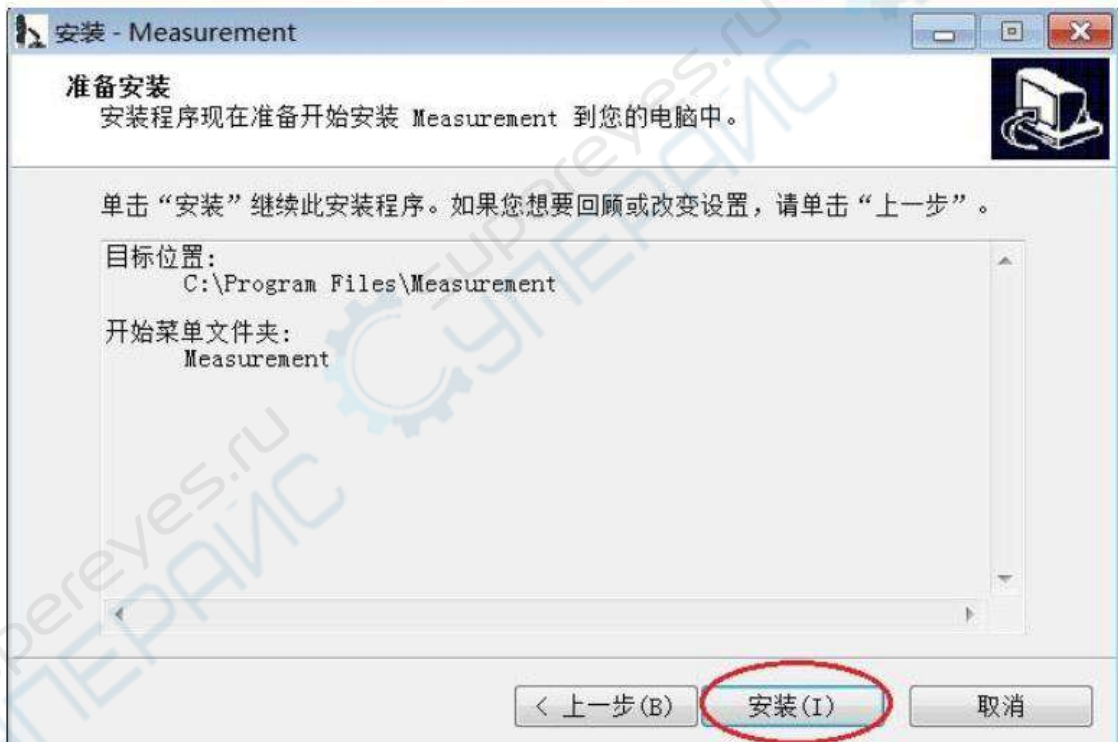 安装 - Measurement
准备安装
安装程序现在准备开始安装 Measurement 到您的电脑中。
单击“安装”继续此安装程序。如果您想要回顾或改变设置，请单击“上一步”。
目标位置：
C:\Program Files\Measurement
开始菜单文件夹：
Measurement
< 上一步(B)
安装(I)
取消
supereyes.ru
СУПЕРАЙС